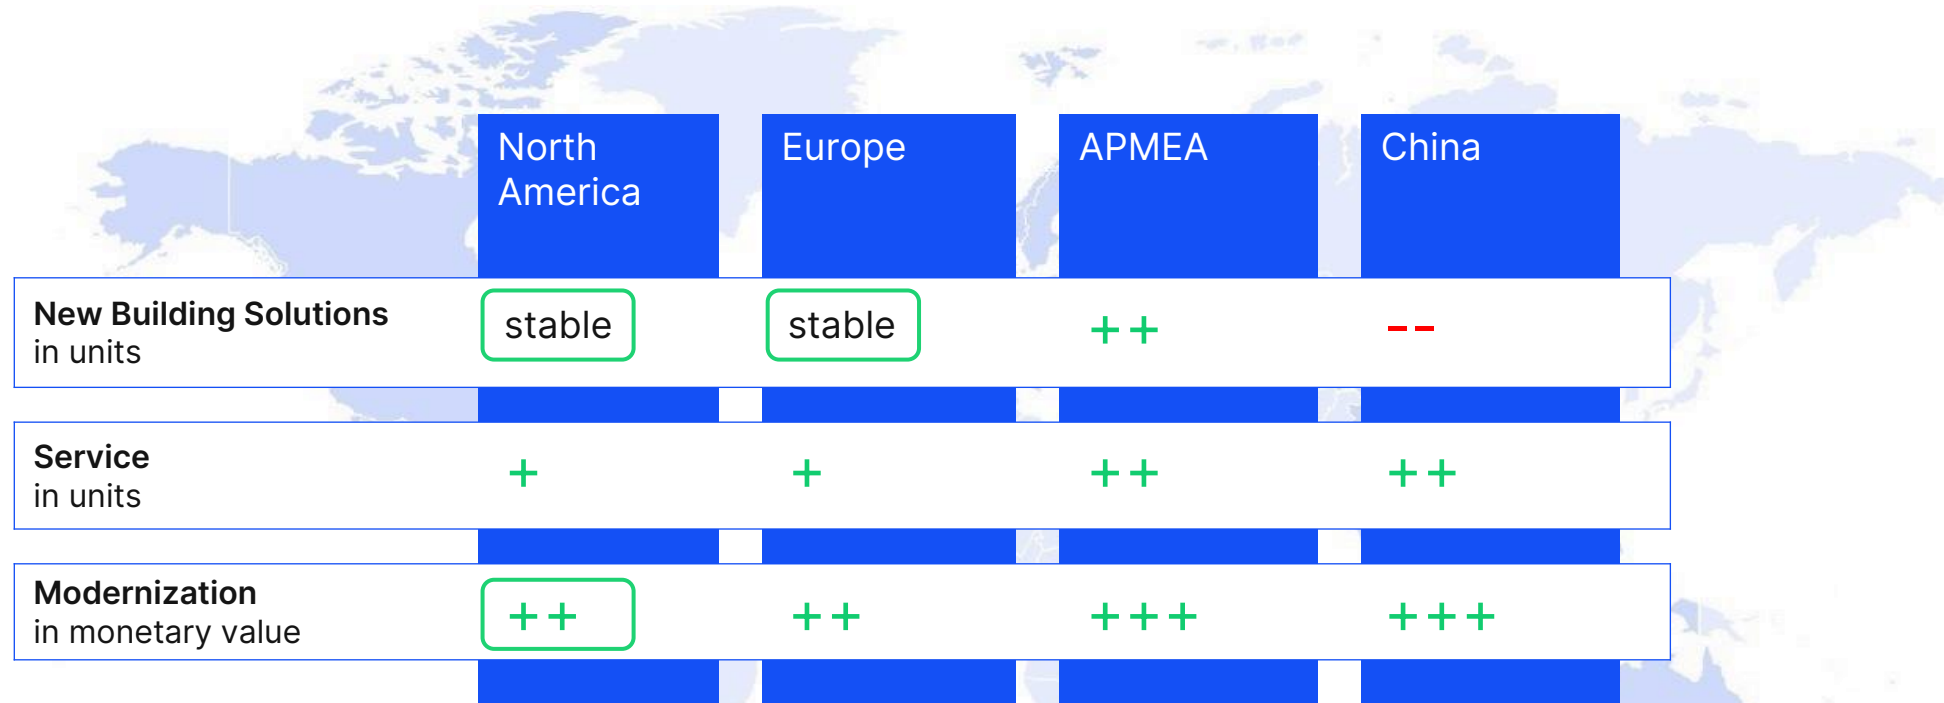 North
America
Europe
APMEA
China
New Building Solutions
in units
stable
stable
++
--
Service
in units
+
+
++
++
Modernization
in monetary value
++
++
+++
+++